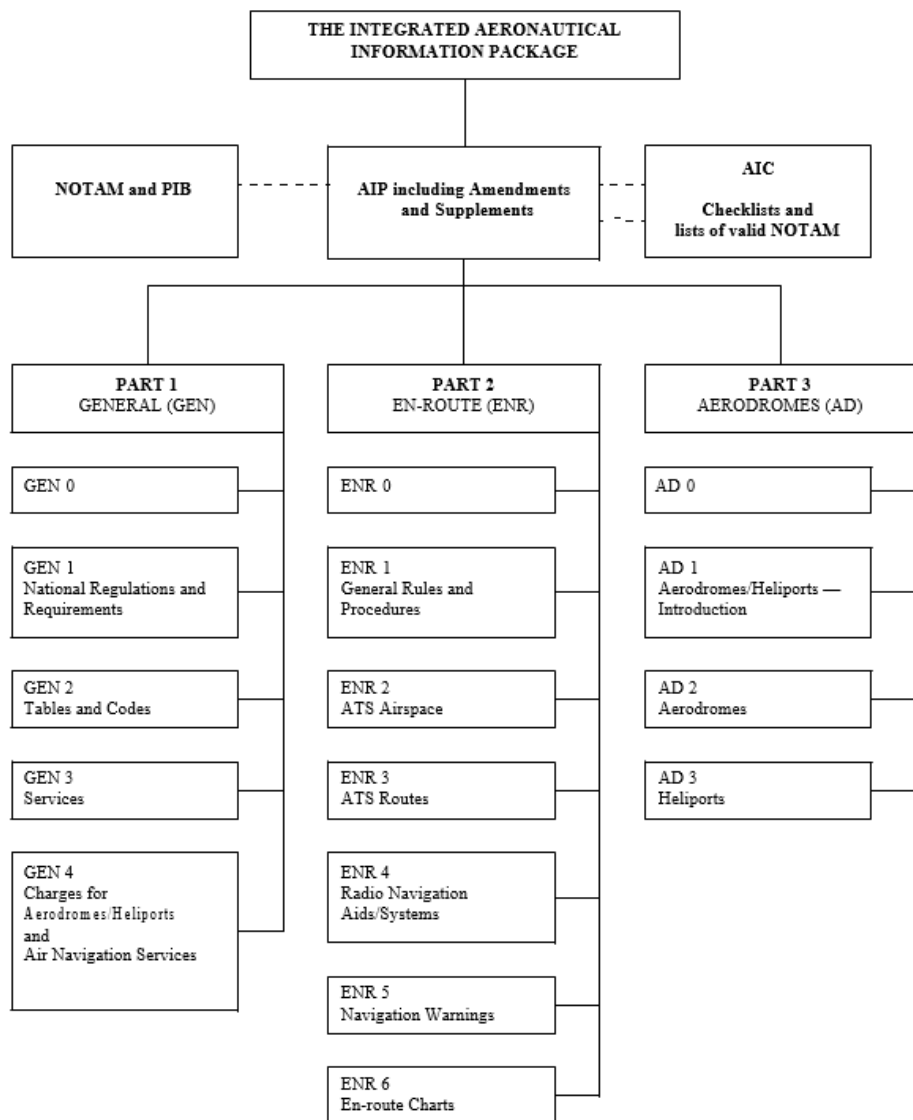 THE INTEGRATED AERONAUTICAL
INFORMATION PACKAGE
NOTAM and PIB
AIP including Amendments
and Supplements
AIC
Checklists and
lists of valid NOTAM
PART 1
GENERAL (GEN)
GEN 0
GEN 1
National Regulations and
Requirements
GEN 2
Tables and Codes
GEN 3
Services
GEN 4
Charges for
Aerodromes/Heliports
and
Air Navigation Services
PART 2
EN-ROUTE (ENR)
ENR 0
ENR 1
General Rules and
Procedures
ENR 2
ATS Airspace
ENR 3
ATS Routes
ENR 4
Radio Navigation
Aids/Systems
ENR 5
Navigation Warnings
ENR 6
En-route Charts
PART 3
AERODROMES (AD)
AD 0
AD 1
Aerodromes/Heliports —
Introduction
AD 2
Aerodromes
AD 3
Heliports